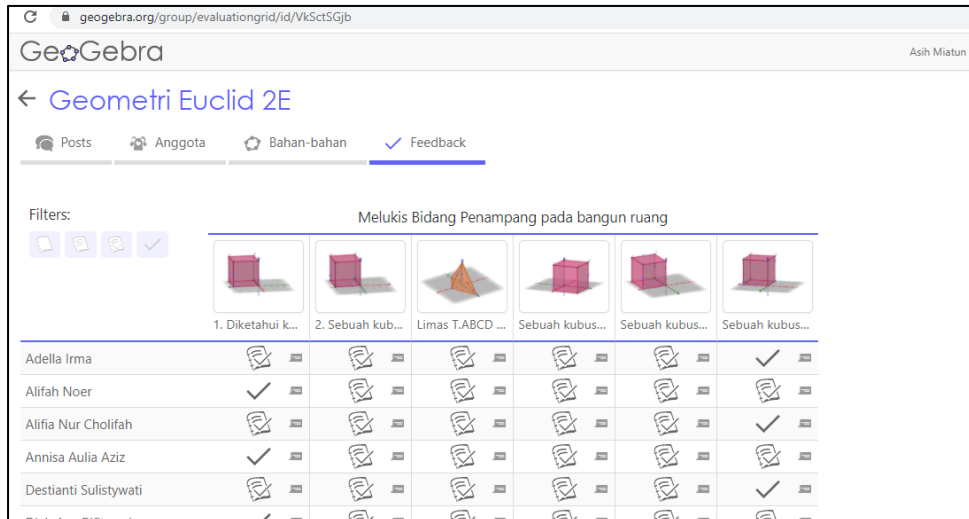 geogebra.org/group/evaluationgrid/id/VkSctSGjb
GeoGebra
Asih Miatun
Geometri Euclid 2E
Posts Anggota Bahan-bahan Feedback
Filters:
Melukis Bidang Penampang pada bangun ruang
1. Diketahui k... 2. Sebuah kub... Limas T.ABCD ... Sebuah kubus... Sebuah kubus... Sebuah kubus...
Adella Irma
Alifah Noer
Alifia Nur Cholifah
Annisa Aulia Aziz
Destianti Sulistywati